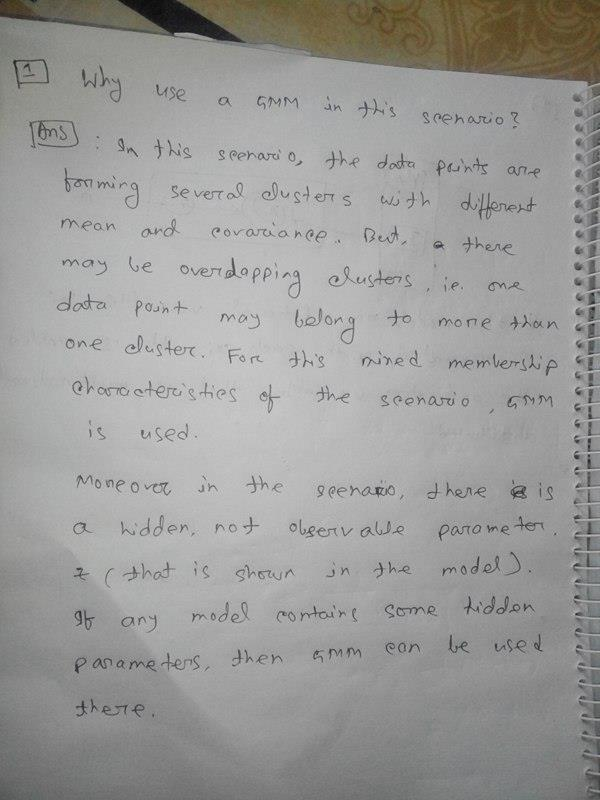 1 Why use a GMM in this scenario?
Ans : In this scenario, the data points are
forming several clusters with different
mean and covariance. But, there
may be overlapping clusters, i.e. one
data point may belong to more than
one cluster. For this mixed membership
characteristics of the scenario, GMM
is used.
Moreover in the scenario, there is
a hidden, not observable parameter,
z (that is shown in the model).
If any model contains some hidden
parameters, then GMM can be used
there.